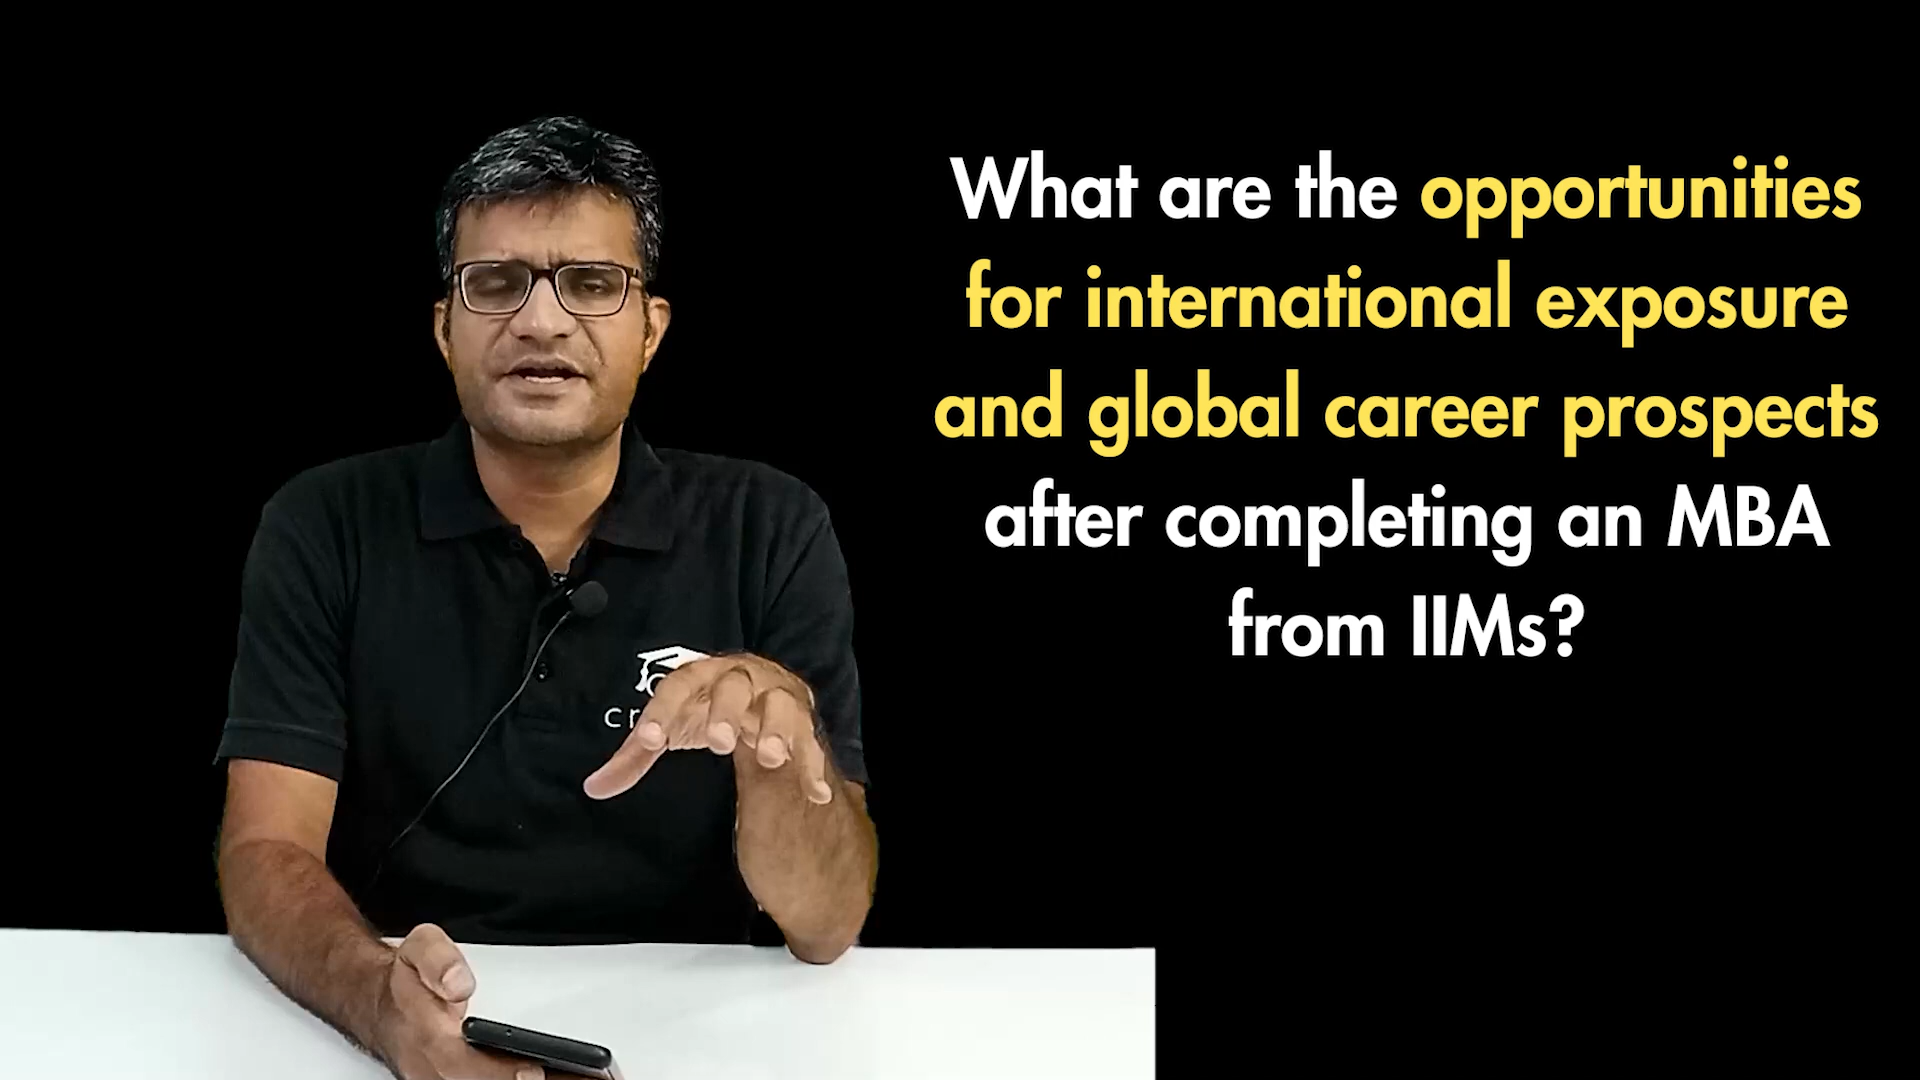 What are the opportunities
for international exposure
and global career prospects
after completing an MBA
from IIMs?